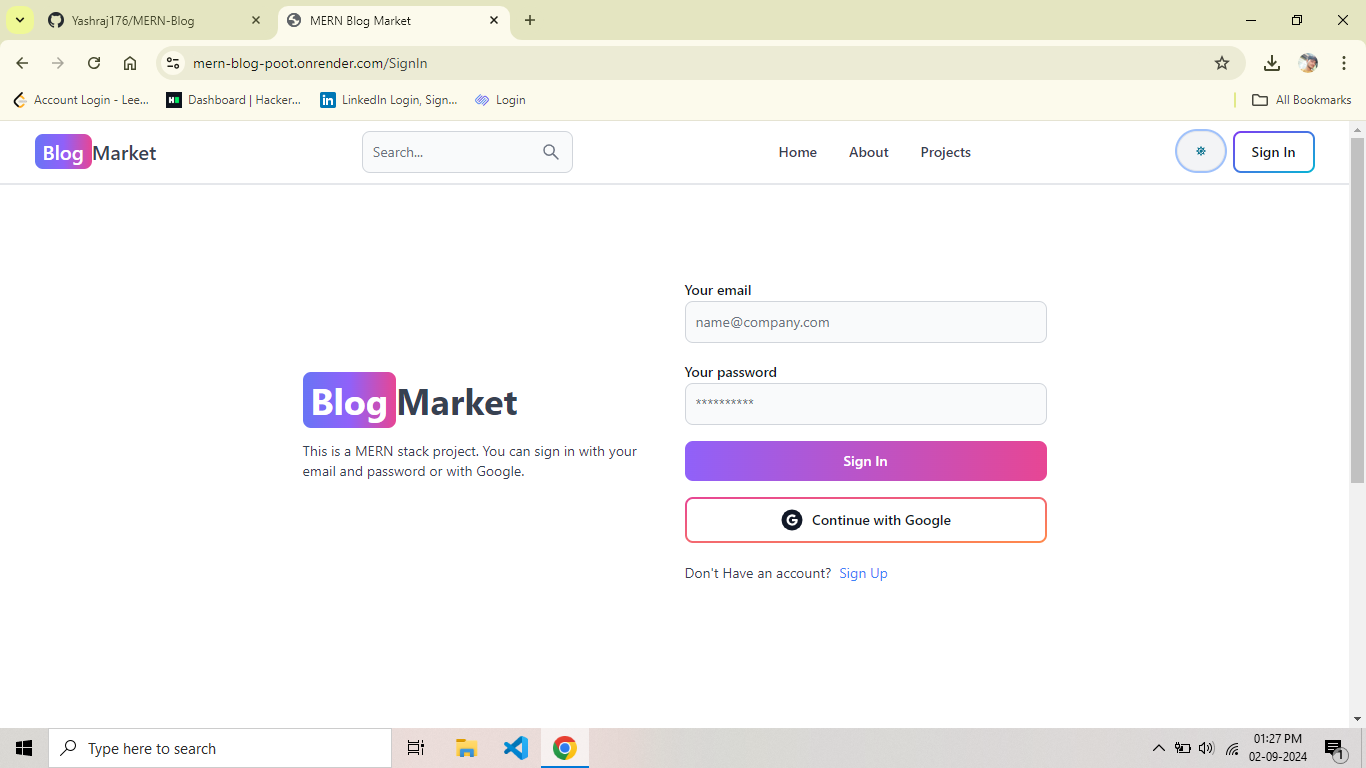 Yashraj176/MERN-Blog
MERN Blog Market
mern-blog-poot.onrender.com/SignIn
Account Login - Lee...
Dashboard | Hacker...
LinkedIn Login, Sign...
Login
All Bookmarks
Blog Market
Search...
Home
About
Projects
Sign In
Your email
name@company.com
Your password
**********
Blog Market
This is a MERN stack project. You can sign in with your
email and password or with Google.
Sign In
G Continue with Google
Don't Have an account? Sign Up
Type here to search
01:27 PM
02-09-2024
1